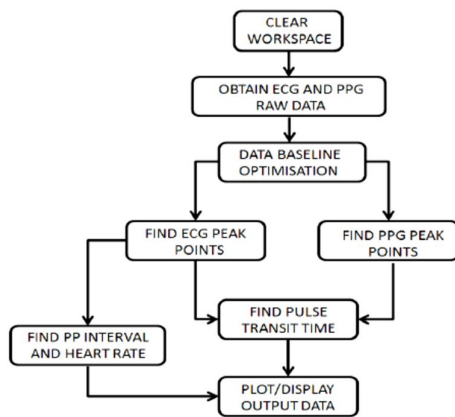 CLEAR
WORKSPACE
OBTAIN ECG AND PPG
RAW DATA
DATA BASELINE
OPTIMISATION
FIND ECG PEAK
POINTS
FIND PPG PEAK
POINTS
FIND PULSE
TRANSIT TIME
FIND PP INTERVAL
AND HEART RATE
PLOT/DISPLAY
OUTPUT DATA